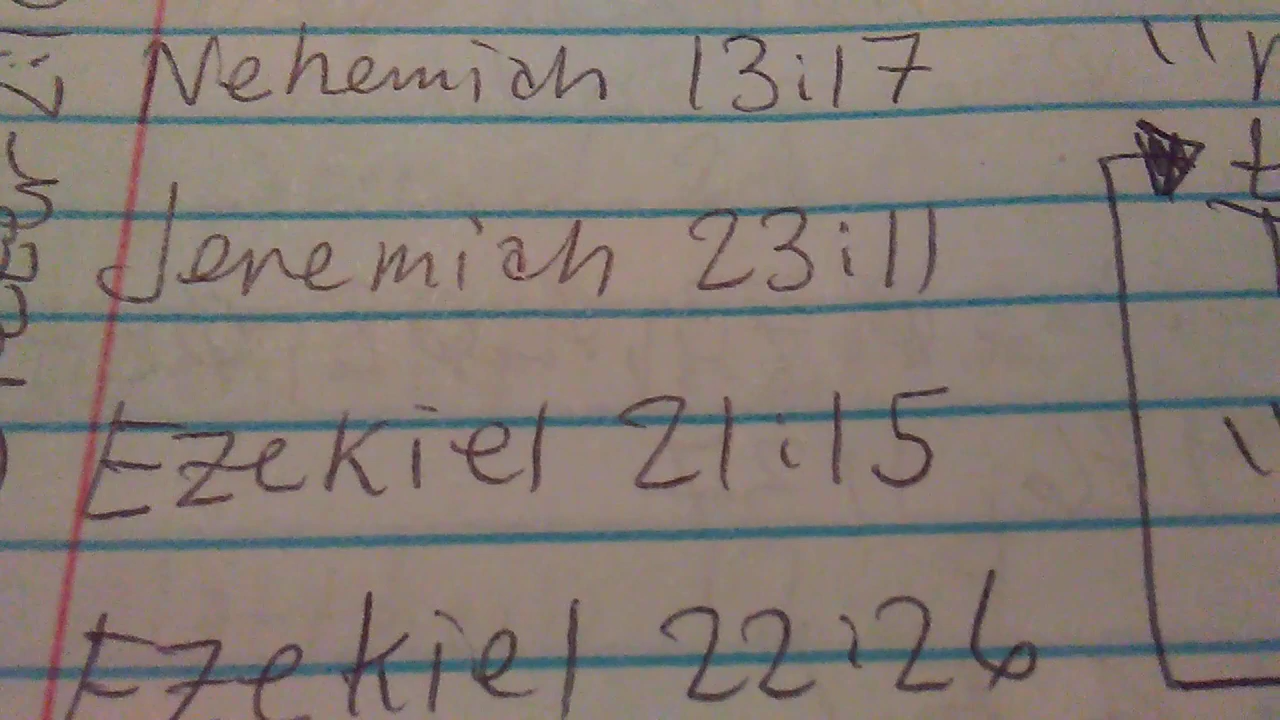 Nehemiah 13:17
Jeremiah 23:11
Ezekiel 21:15
Ezekiel 22:26